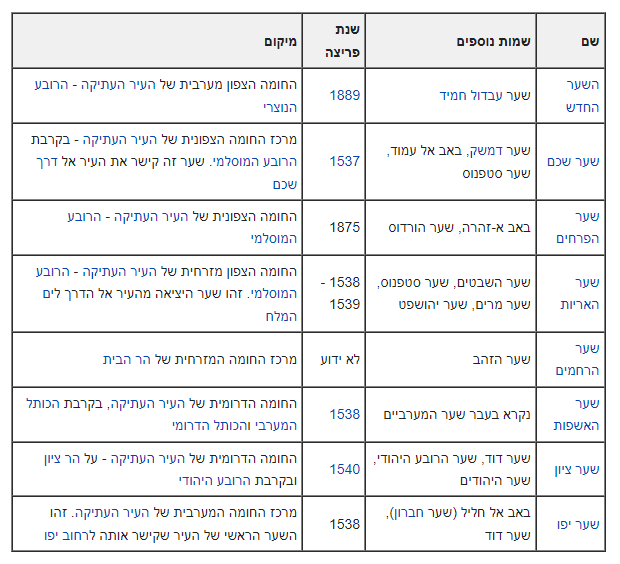 שם שמות נוספים שנת פריצה מיקום
השער החדש שער עבדול חמיד 1889 החומה הצפון מערבית של העיר העתיקה - הרובע הנוצרי
שער שכם שער דמשק, באב אל עמוד, שער סטפנוס 1537 מרכז החומה הצפונית של העיר העתיקה - בקרבת הרובע המוסלמי. שער זה קישר את העיר אל דרך שכם
שער הפרחים באב א-זהרה, שער הורדוס 1875 החומה הצפונית של העיר העתיקה - הרובע המוסלמי
שער האריות שער השבטים, שער סטפנוס, שער מרים, שער יהושפט 1538 - 1539 החומה הצפון מזרחית של העיר העתיקה - הרובע המוסלמי. זהו שער היציאה מהעיר אל הדרך לים המלח
שער הרחמים שער הזהב לא ידוע מרכז החומה המזרחית של הר הבית
שער האשפות נקרא בעבר שער המערביים 1538 החומה הדרומית של העיר העתיקה, בקרבת הכותל המערבי והכותל הדרומי
שער ציון שער דוד, שער הרובע היהודי, שער היהודים 1540 החומה הדרומית של העיר העתיקה - על הר ציון ובקרבת הרובע היהודי
שער יפו באב אל חליל (שער חברון), שער דוד 1538 מרכז החומה המערבית של העיר העתיקה. זהו השער הראשי של העיר שקישר אותה לרחוב יפו